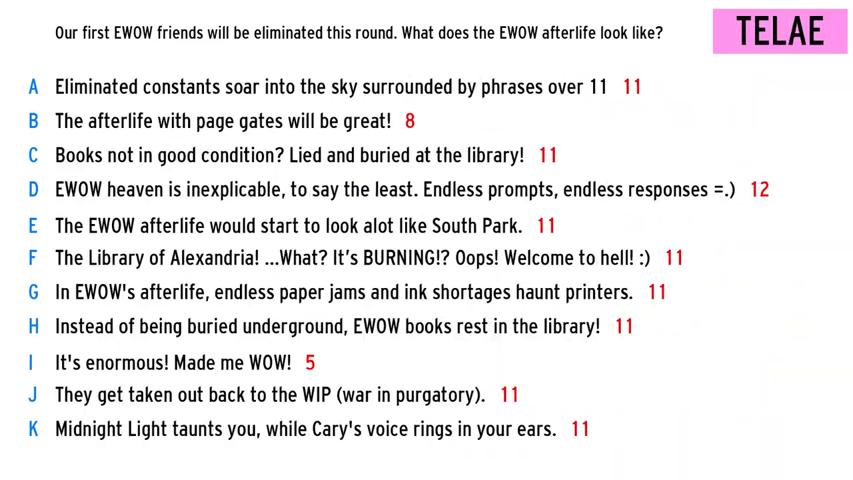 Our first EWOW friends will be eliminated this round. What does the EWOW afterlife look like?
TELAE
A Eliminated constants soar into the sky surrounded by phrases over 11 11
B The afterlife with page gates will be great! 8
C Books not in good condition? Lied and buried at the library! 11
D EWOW heaven is inexplicable, to say the least. Endless prompts, endless responses =.) 12
E The EWOW afterlife would start to look alot like South Park. 11
F The Library of Alexandria! ...What? It's BURNING!? Oops! Welcome to hell! :) 11
G In EWOW's afterlife, endless paper jams and ink shortages haunt printers. 11
H Instead of being buried underground, EWOW books rest in the library! 11
I It's enormous! Made me WOW! 5
J They get taken out back to the WIP (war in purgatory). 11
K Midnight Light taunts you, while Cary's voice rings in your ears. 11